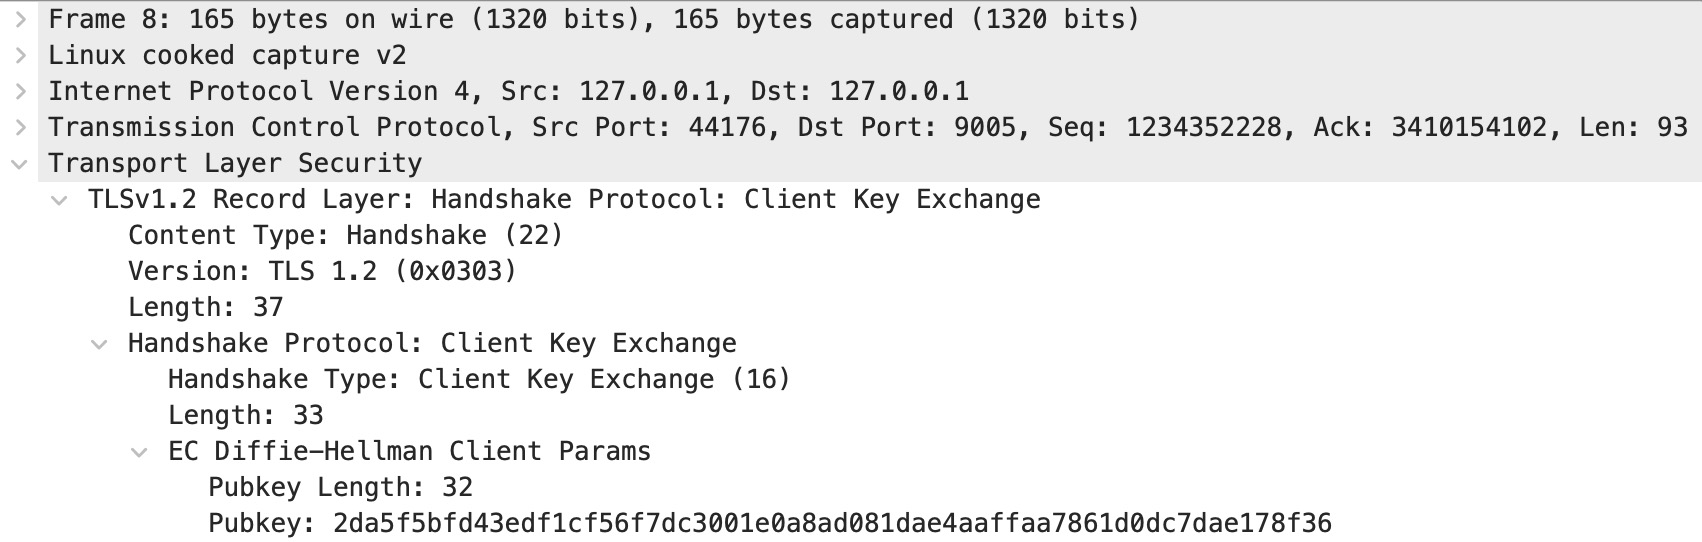 Frame 8: 165 bytes on wire (1320 bits), 165 bytes captured (1320 bits)
Linux cooked capture v2
Internet Protocol Version 4, Src: 127.0.0.1, Dst: 127.0.0.1
Transmission Control Protocol, Src Port: 44176, Dst Port: 9005, Seq: 1234352228, Ack: 3410154102, Len: 93
Transport Layer Security
TLSv1.2 Record Layer: Handshake Protocol: Client Key Exchange
Content Type: Handshake (22)
Version: TLS 1.2 (0x0303)
Length: 37
Handshake Protocol: Client Key Exchange
Handshake Type: Client Key Exchange (16)
Length: 33
EC Diffie-Hellman Client Params
Pubkey Length: 32
Pubkey: 2da5f5bfd43edf1cf56f7dc3001e0a8ad081dae4aaffaa7861d0dc7dae178f36